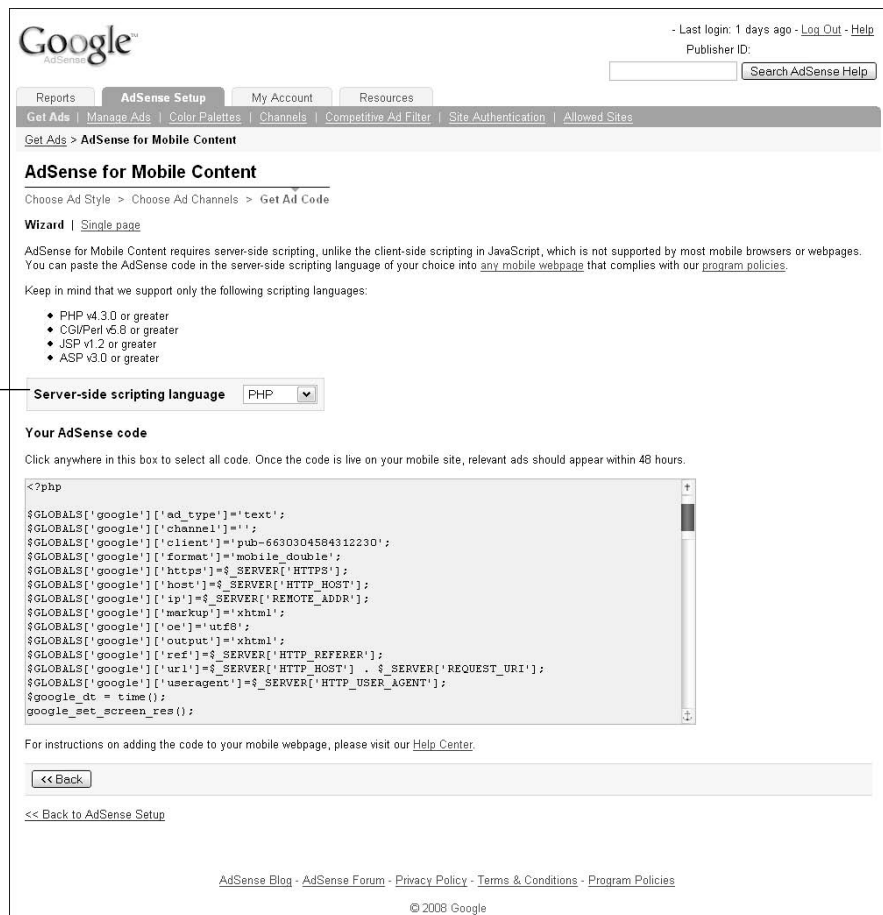 Google™
AdSense
- Last login: 1 days ago - Log Out - Help
Publisher ID:
Search AdSense Help
Reports AdSense Setup My Account Resources
Get Ads | Manage Ads | Color Palettes | Channels | Competitive Ad Filter | Site Authentication | Allowed Sites
Get Ads > AdSense for Mobile Content
AdSense for Mobile Content
Choose Ad Style > Choose Ad Channels > Get Ad Code
Wizard | Single page
AdSense for Mobile Content requires server-side scripting, unlike the client-side scripting in JavaScript, which is not supported by most mobile browsers or webpages.
You can paste the AdSense code in the server-side scripting language of your choice into any mobile webpage that complies with our program policies.
Keep in mind that we support only the following scripting languages:
◆ PHP v4.3.0 or greater
◆ CGI/Perl v5.8 or greater
◆ JSP v1.2 or greater
◆ ASP v3.0 or greater
Server-side scripting language PHP
Your AdSense code
Click anywhere in this box to select all code. Once the code is live on your mobile site, relevant ads should appear within 48 hours.
<?php
$GLOBALS['google']['ad_type']='text';
$GLOBALS['google']['channel']='';
$GLOBALS['google']['client']='pub-6630304584312230';
$GLOBALS['google']['format']='mobile_double';
$GLOBALS['google']['https']=$_SERVER['HTTPS'];
$GLOBALS['google']['host']=$_SERVER['HTTP_HOST'];
$GLOBALS['google']['ip']=$_SERVER['REMOTE_ADDR'];
$GLOBALS['google']['markup']='xhtml';
$GLOBALS['google']['oe']='utf8';
$GLOBALS['google']['output']='xhtml';
$GLOBALS['google']['ref']=$_SERVER['HTTP_REFERER'];
$GLOBALS['google']['url']=$_SERVER['HTTP_HOST'] . $_SERVER['REQUEST_URI'];
$GLOBALS['google']['useragent']=$_SERVER['HTTP_USER_AGENT'];
$google_dt = time();
google_set_screen_res();
For instructions on adding the code to your mobile webpage, please visit our Help Center.
<< Back
<< Back to AdSense Setup
AdSense Blog - AdSense Forum - Privacy Policy - Terms & Conditions - Program Policies
© 2008 Google